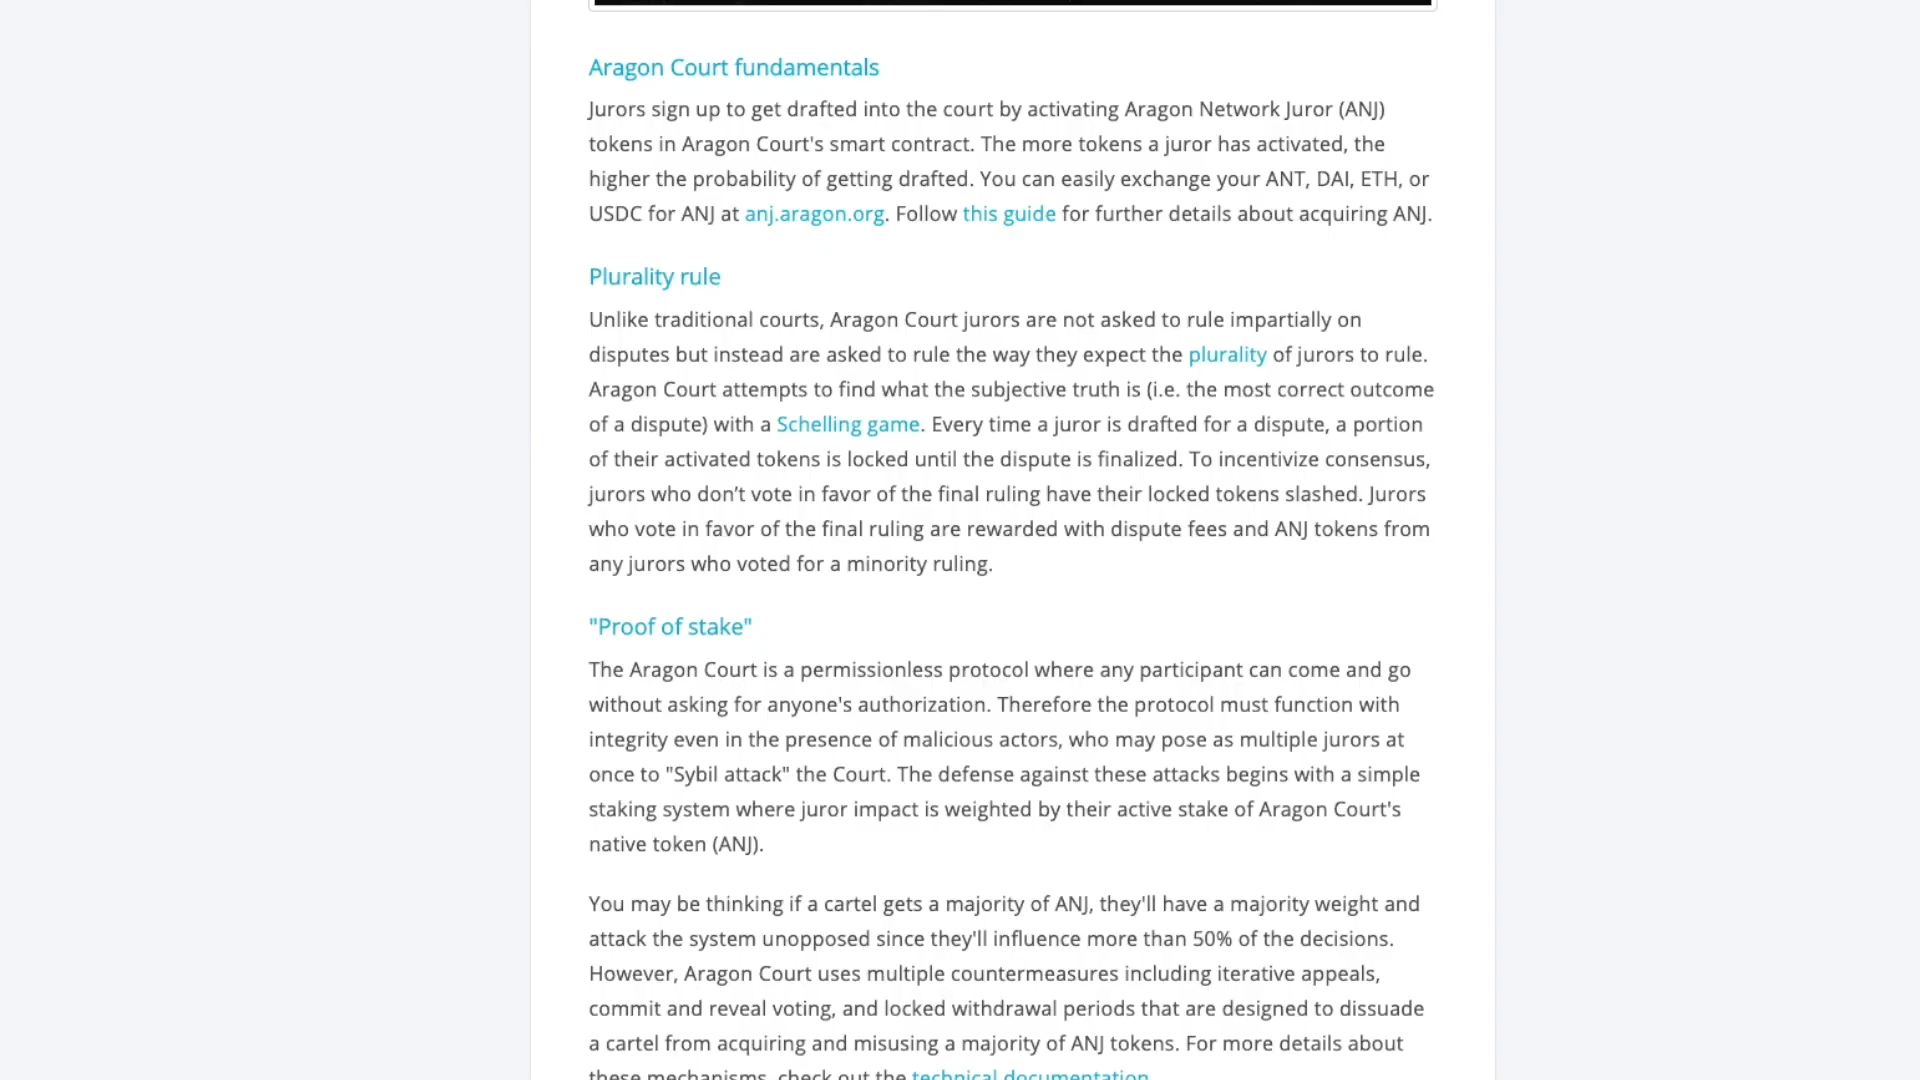 Aragon Court fundamentals
Jurors sign up to get drafted into the court by activating Aragon Network Juror (ANJ)
tokens in Aragon Court's smart contract. The more tokens a juror has activated, the
higher the probability of getting drafted. You can easily exchange your ANT, DAI, ETH, or
USDC for ANJ at anj.aragon.org. Follow this guide for further details about acquiring ANJ.
Plurality rule
Unlike traditional courts, Aragon Court jurors are not asked to rule impartially on
disputes but instead are asked to rule the way they expect the plurality of jurors to rule.
Aragon Court attempts to find what the subjective truth is (i.e. the most correct outcome
of a dispute) with a Schelling game. Every time a juror is drafted for a dispute, a portion
of their activated tokens is locked until the dispute is finalized. To incentivize consensus,
jurors who don’t vote in favor of the final ruling have their locked tokens slashed. Jurors
who vote in favor of the final ruling are rewarded with dispute fees and ANJ tokens from
any jurors who voted for a minority ruling.
"Proof of stake"
The Aragon Court is a permissionless protocol where any participant can come and go
without asking for anyone's authorization. Therefore the protocol must function with
integrity even in the presence of malicious actors, who may pose as multiple jurors at
once to "Sybil attack" the Court. The defense against these attacks begins with a simple
staking system where juror impact is weighted by their active stake of Aragon Court's
native token (ANJ).
You may be thinking if a cartel gets a majority of ANJ, they'll have a majority weight and
attack the system unopposed since they'll influence more than 50% of the decisions.
However, Aragon Court uses multiple countermeasures including iterative appeals,
commit and reveal voting, and locked withdrawal periods that are designed to dissuade
a cartel from acquiring and misusing a majority of ANJ tokens. For more details about
these mechanisms, check out the technical documentation.